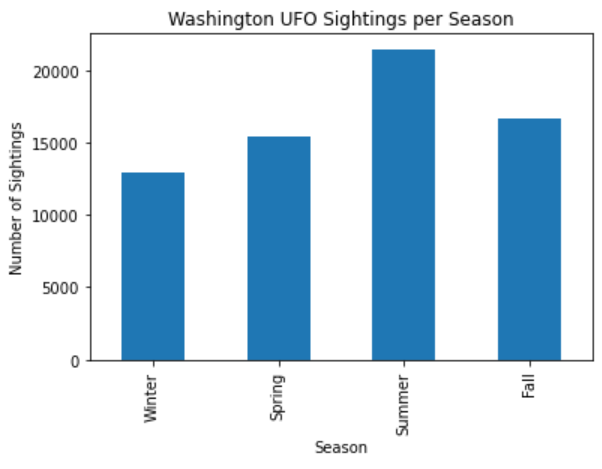 Washington UFO Sightings per Season
Number of Sightings
20000
15000
10000
5000
0
Winter
Spring
Summer
Fall
Season